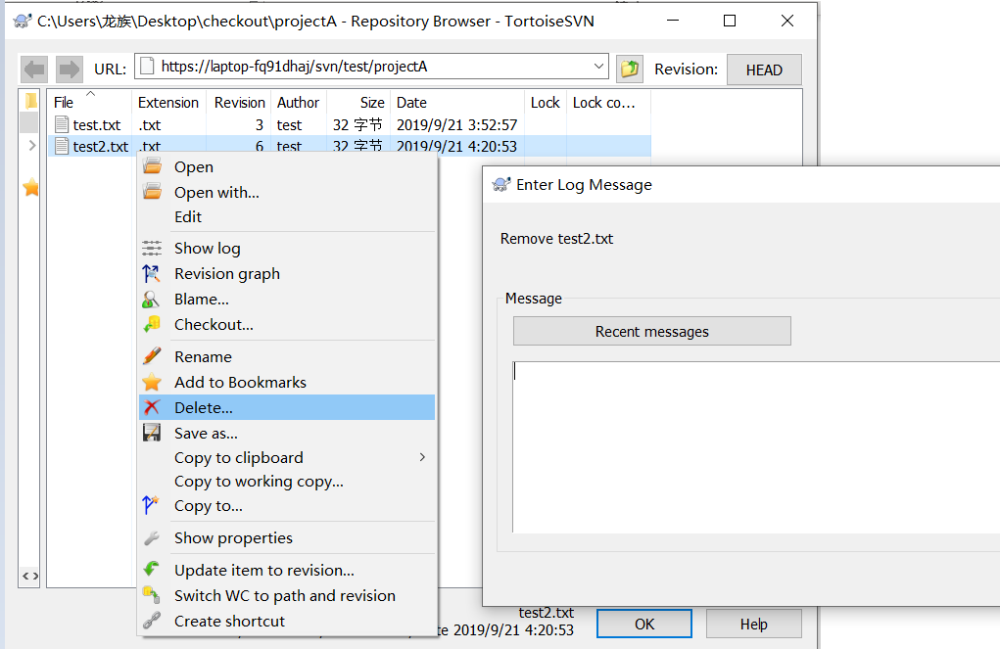 C:\Users\龙族\Desktop\checkout\projectA - Repository Browser - TortoiseSVN
URL: https://laptop-fq91dhaj/svn/test/projectA Revision: HEAD
File Extension Revision Author Size Date Lock Lock co...
test.txt .txt 3 test 32 字节 2019/9/21 3:52:57
test2.txt .txt 6 test 32 字节 2019/9/21 4:20:53
Open
Open with...
Edit
Show log
Revision graph
Blame...
Checkout...
Rename
Add to Bookmarks
Delete...
Save as...
Copy to clipboard
Copy to working copy...
Copy to...
Show properties
Update item to revision...
Switch WC to path and revision
Create shortcut
Enter Log Message
Remove test2.txt
Message
Recent messages
test2.txt
2019/9/21 4:20:53
OK Help